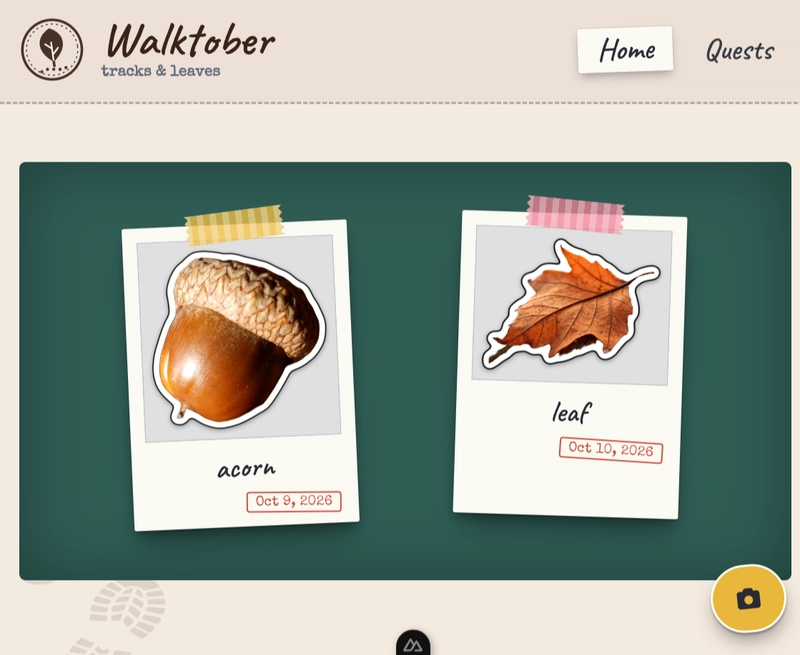 Walktober
tracks & leaves
Home
Quests
acorn
Oct 9, 2026
leaf
Oct 10, 2026